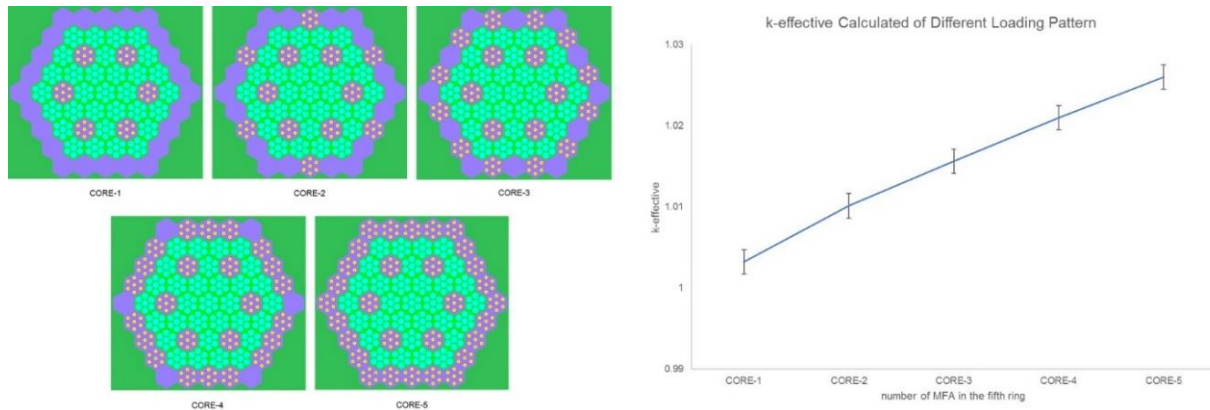 CORE-1
CORE-2
CORE-3
CORE-4
CORE-5
k-effective Calculated of Different Loading Pattern
1.03
1.02
1.01
1
0.99
k-effective
CORE-1
CORE-2
CORE-3
CORE-4
CORE-5
number of MFA in the fifth ring